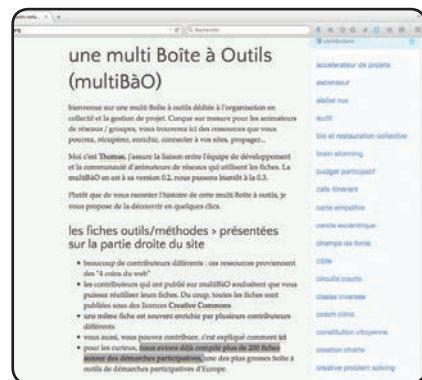 Rechercher
une multi Boîte à Outils
(multiBàO)
bienvenue sur une multi Boîte à outils dédiée à l'organisation en
collectif et la gestion de projet. Conçue sur mesure pour les animateurs
de réseaux / groupes, vous trouverez ici des ressources que vous
pourrez, récupérez, enrichir, connecter à vos sites, propager...
Moi c'est Thomas, j'assure la liaison entre l'équipe de développement
et la communauté d'animateurs de réseaux qui utilisent les fiches. La
multiBàO en est à sa version 0.2, nous passons bientôt à la 0.3.
Plutôt que de vous raconter l'histoire de cette multi Boîte à Outils, je
vous propose de la découvrir en quelques clics.
les fiches outils/méthodes > présentées
sur la partie droite du site
• beaucoup de contributeurs différents : ces ressources proviennent
des "4 coins du web"
• les contributeurs qui ont publié sur multiBàO souhaitent que vous
puissiez réutiliser leurs fiches. Du coup, toutes les fiches sont
publiées sous des licences Creative Commons
• une même fiche est souvent enrichie par plusieurs contributeurs
différents
• vous aussi, vous pouvez contribuer, c'est expliqué comment ici
• pour les curieux, nous avions déjà compilé plus de 200 fiches
autour des démarches participatives, une des plus grosses boîte à
outils de démarches participatives d'Europe.
contributions
accelerateur de projets
ascenseur
atelier nus
audit
bio et restauration collective
brain storming
budget participatif
cafe itinerant
carte empathie
cercle excentrique
champs de force
cible
circuits courts
classe inversee
coach clinic
constitution citoyenne
creation charte
creative problem solving